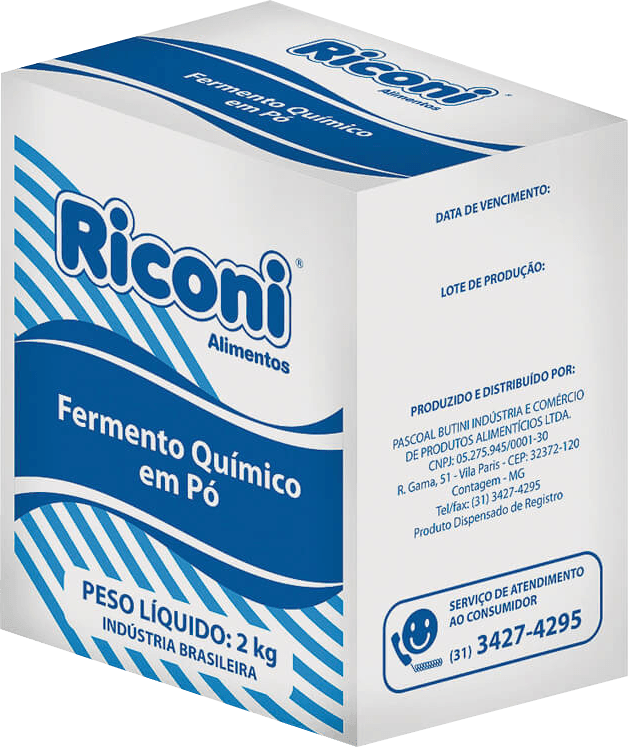 Riconi
Alimentos
Fermento Químico
em Pó
Riconi®
Alimentos
Fermento Químico
em Pó
PESO LÍQUIDO: 2 kg
INDÚSTRIA BRASILEIRA
DATA DE VENCIMENTO:
LOTE DE PRODUÇÃO:
PRODUZIDO E DISTRIBUÍDO POR:
PASCOAL BUTINI INDÚSTRIA E COMÉRCIO
DE PRODUTOS ALIMENTÍCIOS LTDA.
CNPJ: 05.275.945/0001-30
R. Gama, 51 - Vila Paris - CEP: 32372-120
Contagem - MG
Tel/fax: (31) 3427-4295
Produto Dispensado de Registro
SERVIÇO DE ATENDIMENTO
AO CONSUMIDOR
(31) 3427-4295